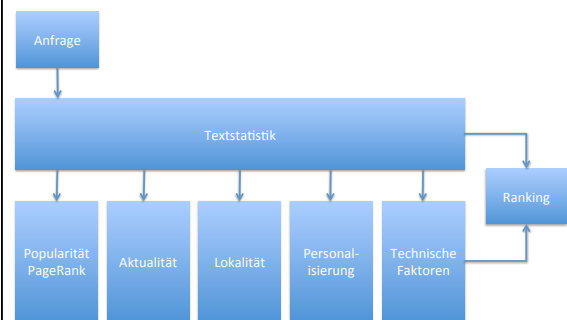 Anfrage
Textstatistik
Ranking
Popularität
PageRank
Aktualität
Lokalität
Personal-
isierung
Technische
Faktoren